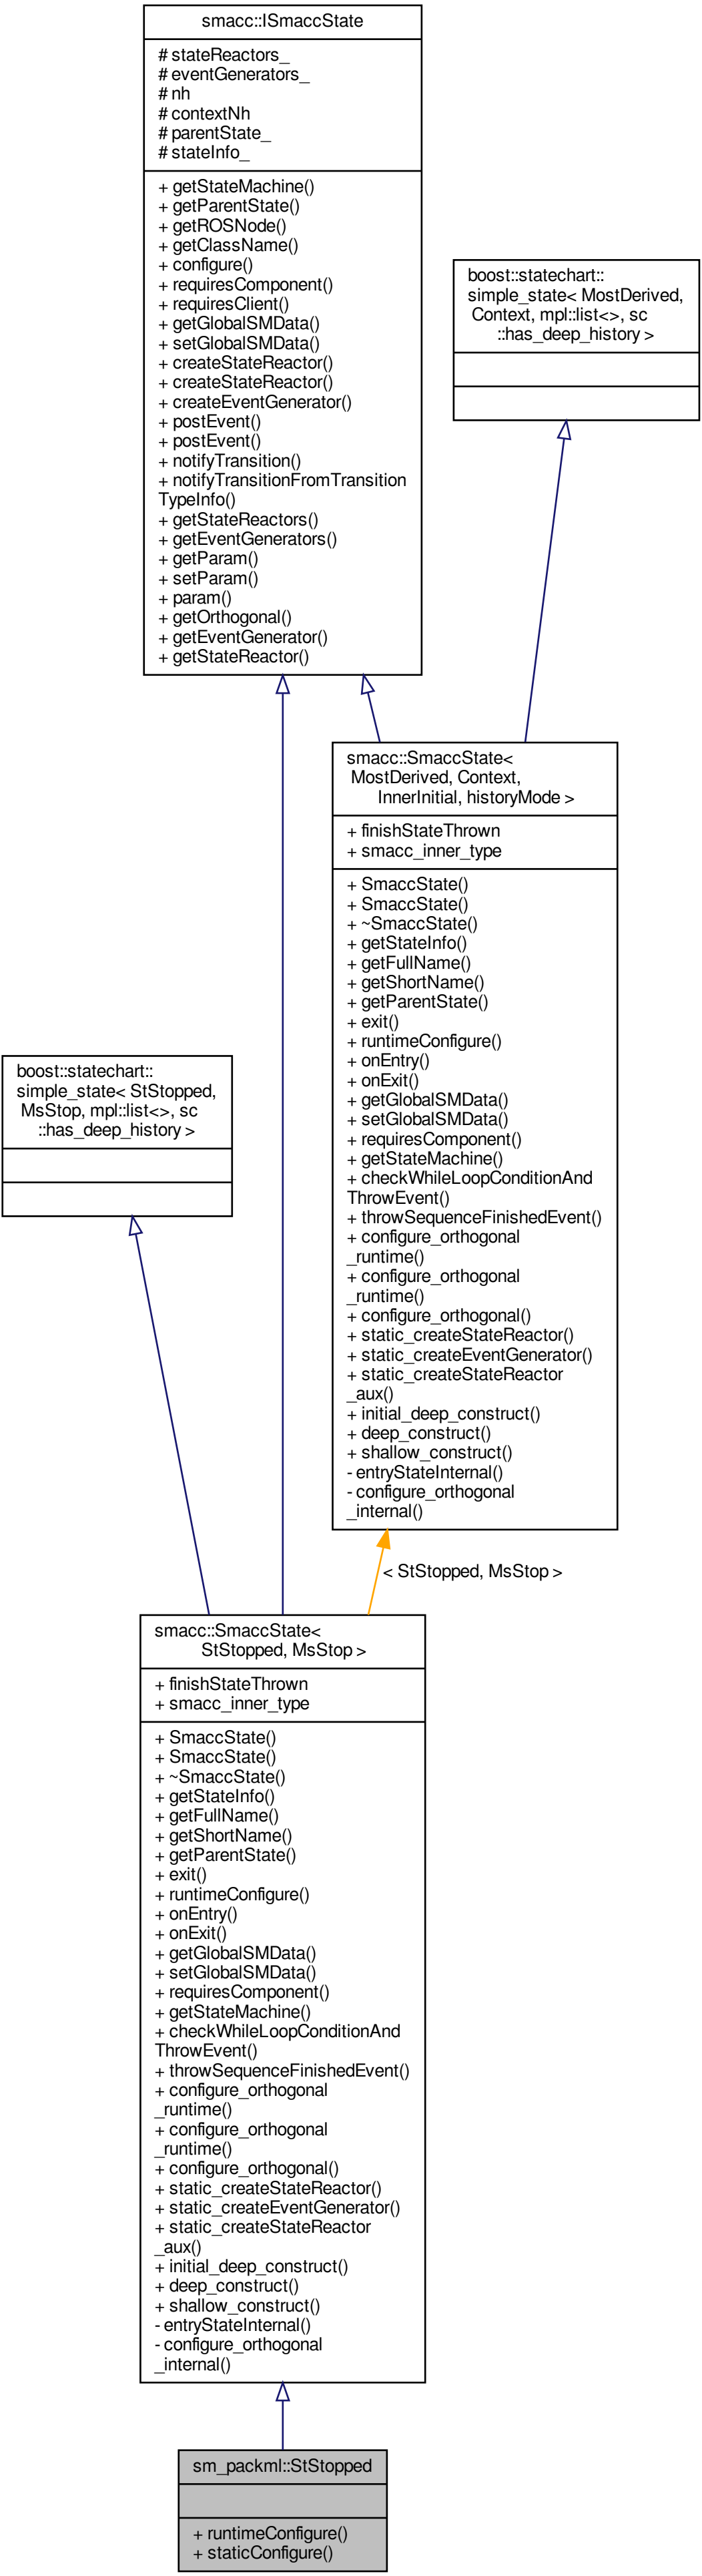 smacc::ISmaccState
# stateReactors_
# eventGenerators_
# nh
# contextNh
# parentState_
# stateInfo_
+ getStateMachine()
+ getParentState()
+ getROSNode()
+ getClassName()
+ configure()
+ requiresComponent()
+ requiresClient()
+ getGlobalSMData()
+ setGlobalSMData()
+ createStateReactor()
+ createStateReactor()
+ createEventGenerator()
+ postEvent()
+ postEvent()
+ notifyTransition()
+ notifyTransitionFromTransition
TypeInfo()
+ getStateReactors()
+ getEventGenerators()
+ getParam()
+ setParam()
+ param()
+ getOrthogonal()
+ getEventGenerator()
+ getStateReactor()
boost::statechart::
simple_state< MostDerived,
Context, mpl::list<>, sc
::has_deep_history >
smacc::SmaccState<
MostDerived, Context,
InnerInitial, historyMode >
+ finishStateThrown
+ smacc_inner_type
+ SmaccState()
+ SmaccState()
+ ~SmaccState()
+ getStateInfo()
+ getFullName()
+ getShortName()
+ getParentState()
+ exit()
+ runtimeConfigure()
+ onEntry()
+ onExit()
+ getGlobalSMData()
+ setGlobalSMData()
+ requiresComponent()
+ getStateMachine()
+ checkWhileLoopConditionAnd
ThrowEvent()
+ throwSequenceFinishedEvent()
+ configure_orthogonal
_runtime()
+ configure_orthogonal
_runtime()
+ configure_orthogonal()
+ static_createStateReactor()
+ static_createEventGenerator()
+ static_createStateReactor
_aux()
+ initial_deep_construct()
+ deep_construct()
+ shallow_construct()
- entryStateInternal()
- configure_orthogonal
_internal()
boost::statechart::
simple_state< StStopped,
MsStop, mpl::list<>, sc
::has_deep_history >
< StStopped, MsStop >
smacc::SmaccState<
StStopped, MsStop >
+ finishStateThrown
+ smacc_inner_type
+ SmaccState()
+ SmaccState()
+ ~SmaccState()
+ getStateInfo()
+ getFullName()
+ getShortName()
+ getParentState()
+ exit()
+ runtimeConfigure()
+ onEntry()
+ onExit()
+ getGlobalSMData()
+ setGlobalSMData()
+ requiresComponent()
+ getStateMachine()
+ checkWhileLoopConditionAnd
ThrowEvent()
+ throwSequenceFinishedEvent()
+ configure_orthogonal
_runtime()
+ configure_orthogonal
_runtime()
+ configure_orthogonal()
+ static_createStateReactor()
+ static_createEventGenerator()
+ static_createStateReactor
_aux()
+ initial_deep_construct()
+ deep_construct()
+ shallow_construct()
- entryStateInternal()
- configure_orthogonal
_internal()
sm_packml::StStopped
+ runtimeConfigure()
+ staticConfigure()